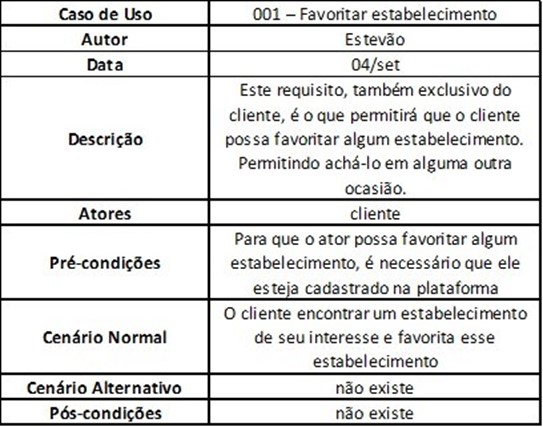 Caso de Uso 001 – Favoritar estabelecimento
Autor Estevão
Data 04/set
Descrição
Este requisito, também exclusivo do
cliente, é o que permitirá que o cliente
possa favoritar algum estabelecimento.
Permitindo achá-lo em alguma outra
ocasião.
Atores cliente
Pré-condições
Para que o ator possa favoritar algum
estabelecimento, é necessário que ele
esteja cadastrado na plataforma
Cenário Normal
O cliente encontrar um estabelecimento
de seu interesse e favorita esse
estabelecimento
Cenário Alternativo não existe
Pós-condições não existe